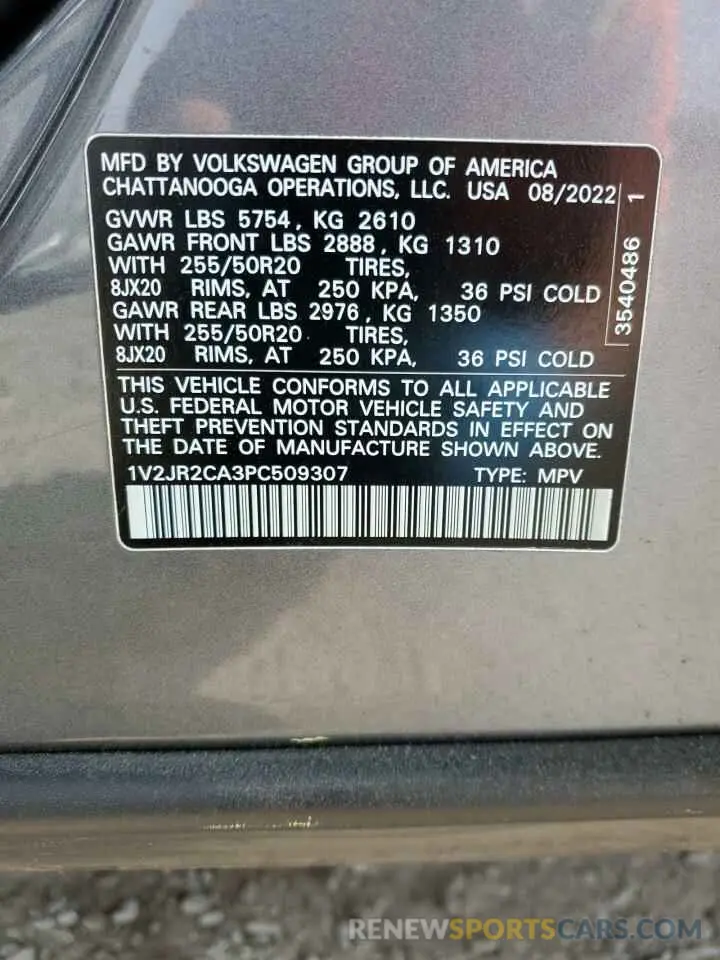 MFD BY VOLKSWAGEN GROUP OF AMERICA
CHATTANOOGA OPERATIONS, LLC. USA 08/2022
GVWR LBS 5754, KG 2610
GAWR FRONT LBS 2888, KG 1310
WITH 255/50R20 TIRES,
8JX20 RIMS, AT 250 KPA, 36 PSI COLD
GAWR REAR LBS 2976, KG 1350
WITH 255/50R20 TIRES,
8JX20 RIMS, AT 250 KPA, 36 PSI COLD
3540486 1
THIS VEHICLE CONFORMS TO ALL APPLICABLE
U.S. FEDERAL MOTOR VEHICLE SAFETY AND
THEFT PREVENTION STANDARDS IN EFFECT ON
THE DATE OF MANUFACTURE SHOWN ABOVE.
1V2JR2CA3PC509307 TYPE: MPV
RENEWSPORTSCARS.COM